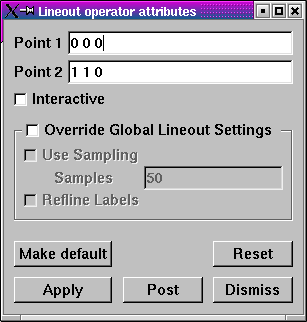 Lineout operator attributes
Point 1 0 0 0
Point 2 1 1 0
Interactive
Override Global Lineout Settings
Use Sampling
Samples 50
Refline Labels
Make default Reset
Apply Post Dismiss